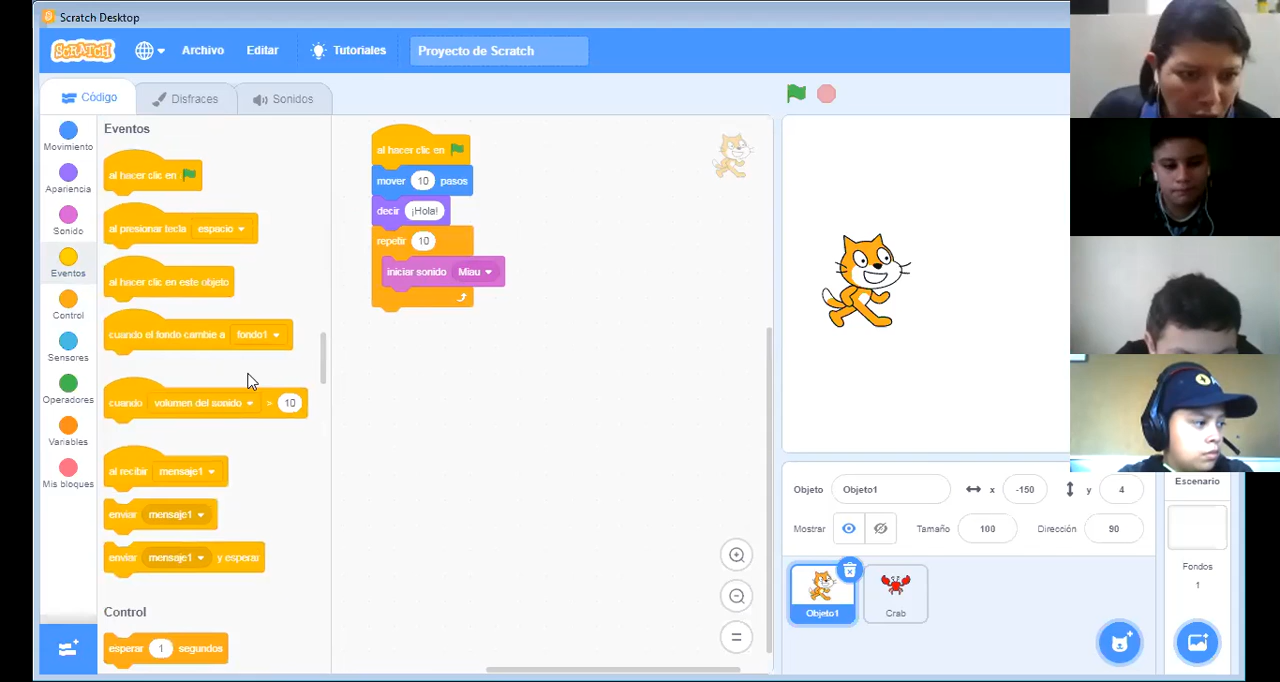 Scratch Desktop
SCRATCH
Archivo
Editar
Tutoriales
Proyecto de Scratch
Código
Disfraces
Sonidos
Movimiento
Apariencia
Sonido
Eventos
Control
Sensores
Operadores
Variables
Mis bloques
Eventos
al hacer clic en
al presionar tecla espacio
al hacer clic en este objeto
cuando el fondo cambie a fondo1
cuando volumen del sonido > 10
al recibir mensaje1
enviar mensaje1
enviar mensaje1 y esperar
Control
esperar 1 segundos
al hacer clic en
mover 10 pasos
decir ¡Hola!
repetir 10
iniciar sonido Miau
Objeto Objeto1 x -150 y 4
Mostrar Tamaño 100 Dirección 90
Objeto1
Crab
Escenario
Fondos
1